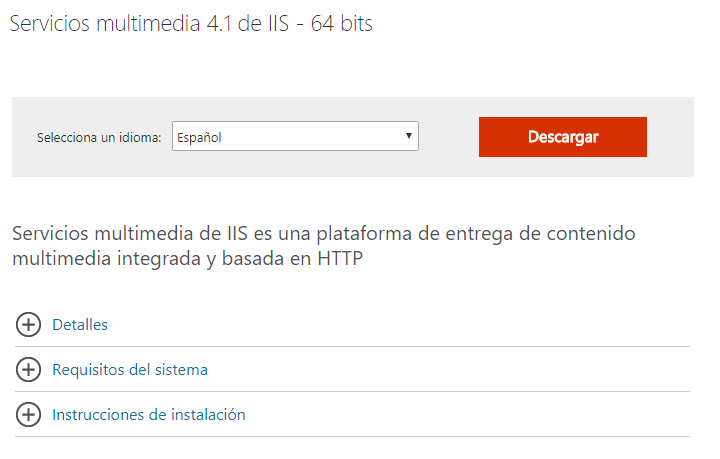 Servicios multimedia 4.1 de IIS - 64 bits
Selecciona un idioma: Español Descargar
Servicios multimedia de IIS es una plataforma de entrega de contenido
multimedia integrada y basada en HTTP
Detalles
Requisitos del sistema
Instrucciones de instalación